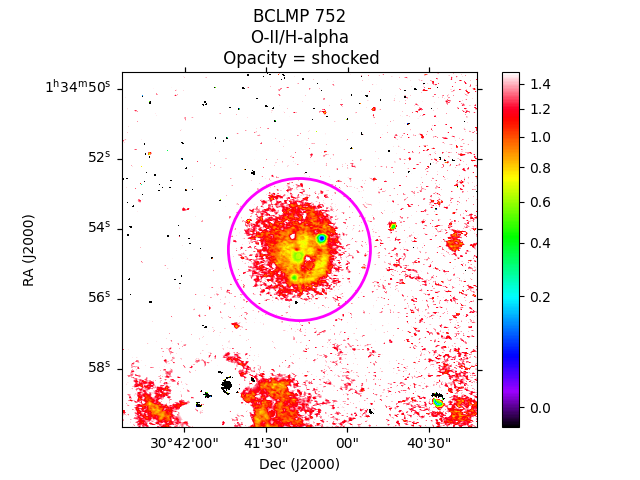 BCLMP 752
O-II/H-alpha
Opacity = shocked
1ʰ34ᵐ50ˢ
52ˢ
54ˢ
56ˢ
58ˢ
RA (J2000)
30°42'00"
41'30"
00"
40'30"
Dec (J2000)
1.4
1.2
1.0
0.8
0.6
0.4
0.2
0.0